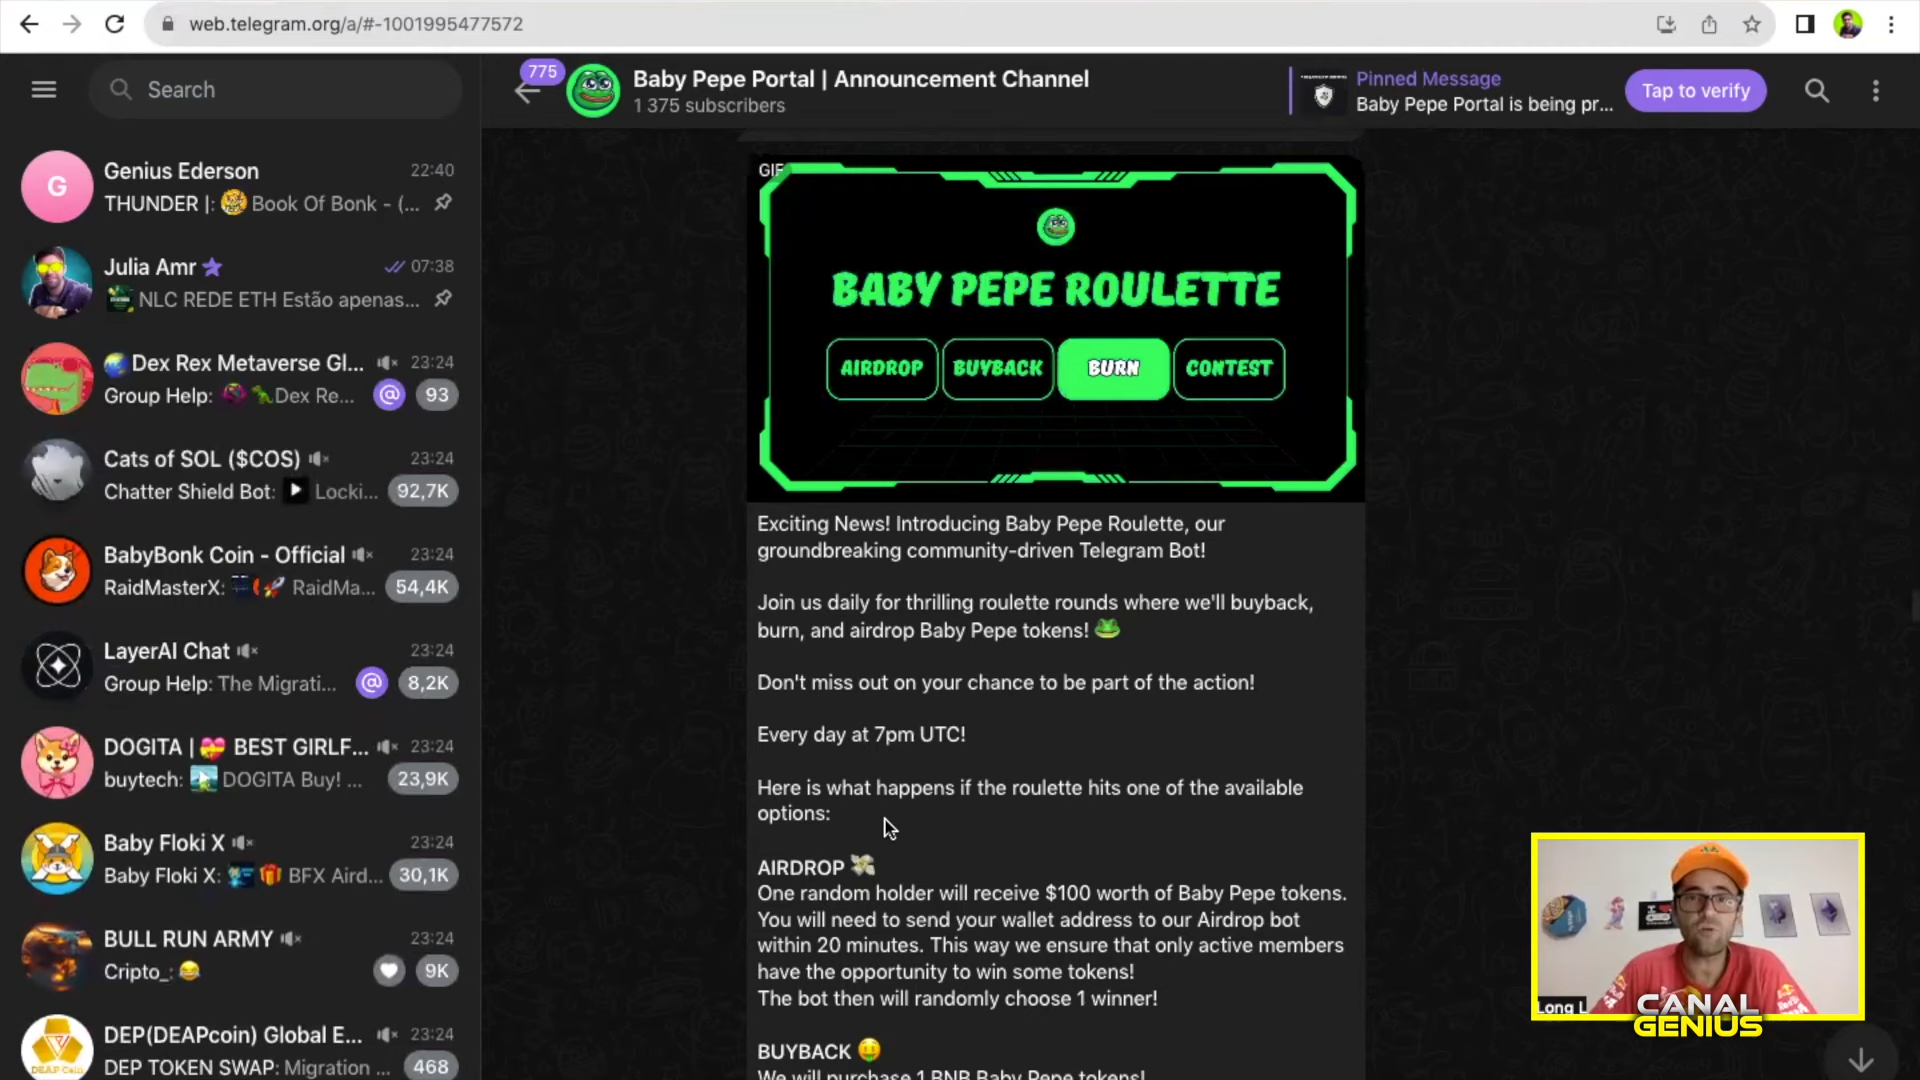 web.telegram.org/a/#-1001995477572
Search
775
Baby Pepe Portal | Announcement Channel
1 375 subscribers
Pinned Message
Baby Pepe Portal is being pr...
Tap to verify
G
Genius Ederson
22:40
THUNDER |: Book Of Bonk - (...
Julia Amr
07:38
NLC REDE ETH Estão apenas...
Dex Rex Metaverse Gl...
23:24
Group Help: Dex Re...
@
93
Cats of SOL ($COS)
23:24
Chatter Shield Bot: Locki...
92,7K
BabyBonk Coin - Official
23:24
RaidMasterX: RaidMa...
54,4K
LayerAI Chat
23:24
Group Help: The Migrati...
@
8,2K
DOGITA | BEST GIRLF...
23:24
buytech: DOGITA Buy! ...
23,9K
Baby Floki X
23:24
Baby Floki X: BFX Aird...
30,1K
BULL RUN ARMY
23:24
Cripto_: 😂
9K
DEP(DEAPcoin) Global E...
23:24
DEP TOKEN SWAP: Migration ...
468
DEAP Coin
GIF
BABY PEPE ROULETTE
AIRDROP
BUYBACK
BURN
CONTEST
Exciting News! Introducing Baby Pepe Roulette, our
groundbreaking community-driven Telegram Bot!
Join us daily for thrilling roulette rounds where we'll buyback,
burn, and airdrop Baby Pepe tokens! 🐸
Don't miss out on your chance to be part of the action!
Every day at 7pm UTC!
Here is what happens if the roulette hits one of the available
options:
AIRDROP 💸
One random holder will receive $100 worth of Baby Pepe tokens.
You will need to send your wallet address to our Airdrop bot
within 20 minutes. This way we ensure that only active members
have the opportunity to win some tokens!
The bot then will randomly choose 1 winner!
BUYBACK 🤑
We will purchase 1 BNB Baby Pepe tokens!
Long L
CANAL
GENIUS